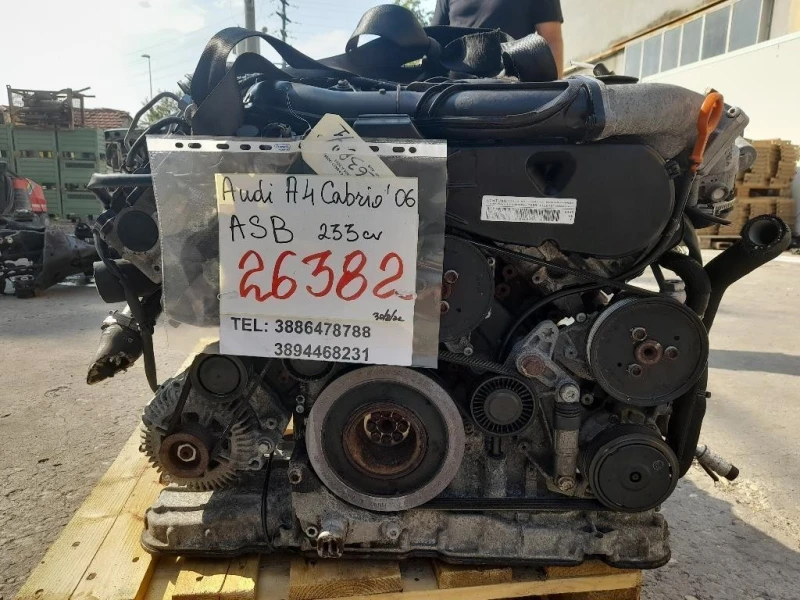 Audi A4 Cabrio '06
ASB 233cv
26382
TEL: 3886478788
3894468231